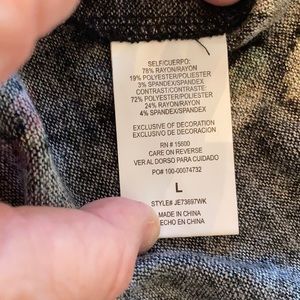 SELF/CUERPO:
78% RAYON/RAYON
19% POLYESTER/POLIESTER
3% SPANDEX/SPANDEX
CONTRAST/CONTRASTE:
72% POLYESTER/POLIESTER
24% RAYON/RAYON
4% SPANDEX/SPANDEX
EXCLUSIVE OF DECORATION
EXCLUSIVO DE DECORACION
RN # 15600
CARE ON REVERSE
VER AL DORSO PARA CUIDADO
PO# 100-00074732
L
STYLE# JE73697WK
MADE IN CHINA
HECHO EN CHINA